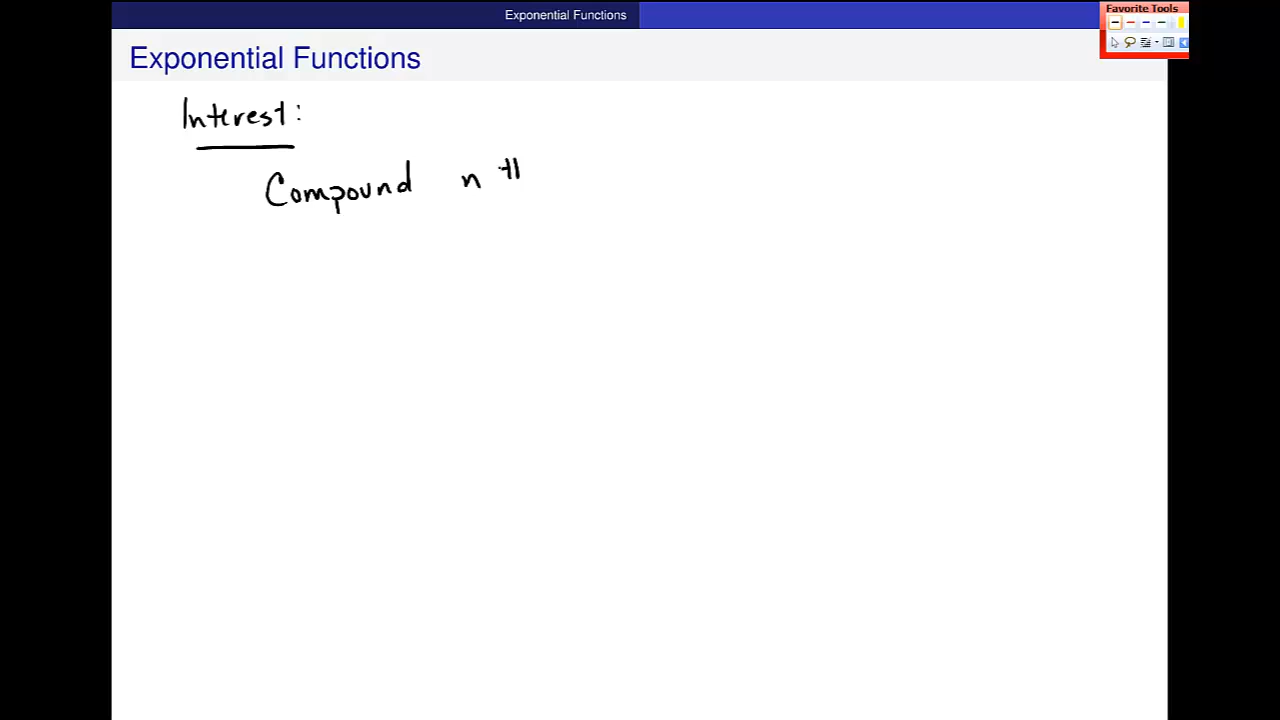 Exponential Functions
Favorite Tools
Exponential Functions
Interest:
Compound n